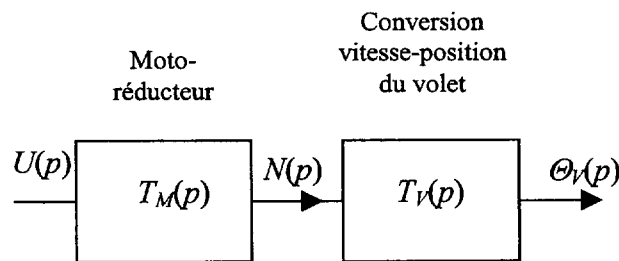 Conversion
vitesse-position
du volet
Moto-
réducteur
U(p)
T_M(p)
N(p)
T_V(p)
Θ_V(p)